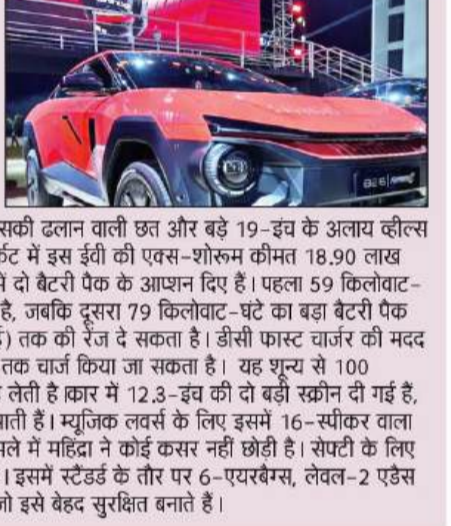 BE 6
सकी ढलान वाली छत और बड़े 19-इंच के अलाय व्हील्स
में इस ईवी की एक्स-शोरूम कीमत 18.90 लाख
में दो बैटरी पैक के आप्शन दिए हैं। पहला 59 किलोवाट-
है, जबकि दूसरा 79 किलोवाट-घंटे का बड़ा बैटरी पैक
) तक की रेंज दे सकता है। डीसी फास्ट चार्जर की मदद
तक चार्ज किया जा सकता है। यह शून्य से 100
लेती है।कार में 12.3-इंच की दो बड़ी स्क्रीन दी गई हैं,
ाती हैं। म्यूजिक लवर्स के लिए इसमें 16-स्पीकर वाला
मले में महिंद्रा ने कोई कसर नहीं छोड़ी है। सेफ्टी के लिए
। इसमें स्टैंडर्ड के तौर पर 6-एयरबैग्स, लेवल-2 एडैस
जो इसे बेहद सुरक्षित बनाते हैं।